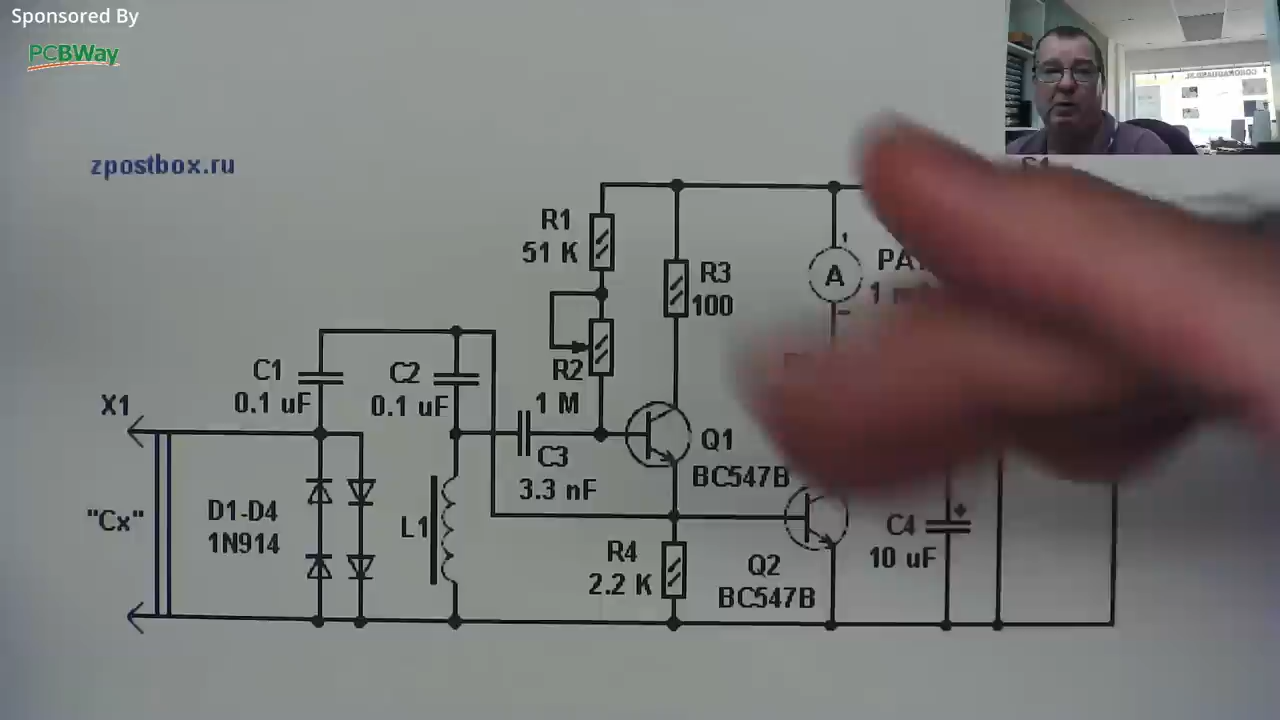 Sponsored By
PCBWay
zpostbox.ru
R1
51 K
R3
100
A
R2
1 M
C1
0.1 uF
C2
0.1 uF
X1
C3
3.3 nF
Q1
BC547B
"Cx"
D1-D4
1N914
L1
R4
2.2 K
Q2
BC547B
C4
10 uF